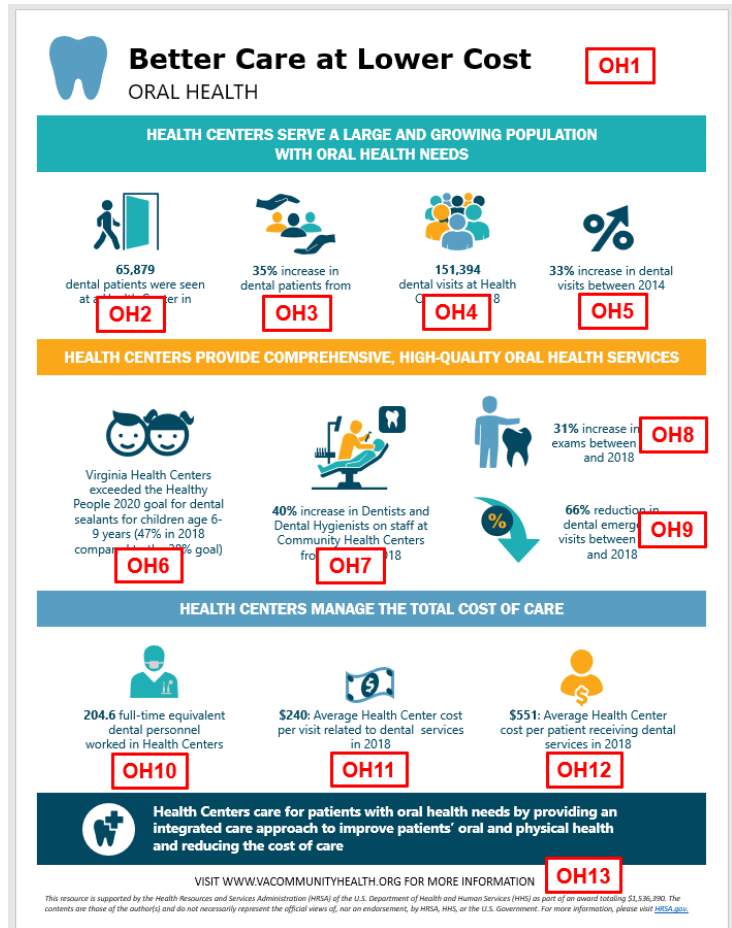 Better Care at Lower Cost
OH1
ORAL HEALTH
HEALTH CENTERS SERVE A LARGE AND GROWING POPULATION
WITH ORAL HEALTH NEEDS
65,879
dental patients were seen
at a Center in
OH2
35% increase in
dental patients from
OH3
151,394
dental visits at Health
OH4
33% increase in dental
visits between 2014
OH5
HEALTH CENTERS PROVIDE COMPREHENSIVE, HIGH-QUALITY ORAL HEALTH SERVICES
Virginia Health Centers
exceeded the Healthy
People 2020 goal for dental
sealants for children age 6-
9 years (47% in 2018
goal)
OH6
40% increase in Dentists and
Dental Hygienists on staff at
Community Health Centers
OH7
31% increase in
exams between
and 2018
OH8
%
66% reduction in
dental
visits between
and 2018
OH9
HEALTH CENTERS MANAGE THE TOTAL COST OF CARE
204.6 full-time equivalent
dental personnel
worked in Health Centers
OH10
$240: Average Health Center cost
per visit related to dental services
in 2018
OH11
$551: Average Health Center
cost per patient receiving dental
services in 2018
OH12
Health Centers care for patients with oral health needs by providing an
integrated care approach to improve patients' oral and physical health
and reducing the cost of care
VISIT WWW.VACOMMUNITYHEALTH.ORG FOR MORE INFORMATION
OH13
This resource is supported by the Health Resources and Services Administration (HRSA) of the U.S. Department of Health and Human Services (HHS) as part of an award totaling $1,536,390. The
contents are those of the author(s) and do not necessarily represent the official views of, nor an endorsement, by HRSA, HHS, or the U.S. Government. For more information, please visit HRSA.gov.